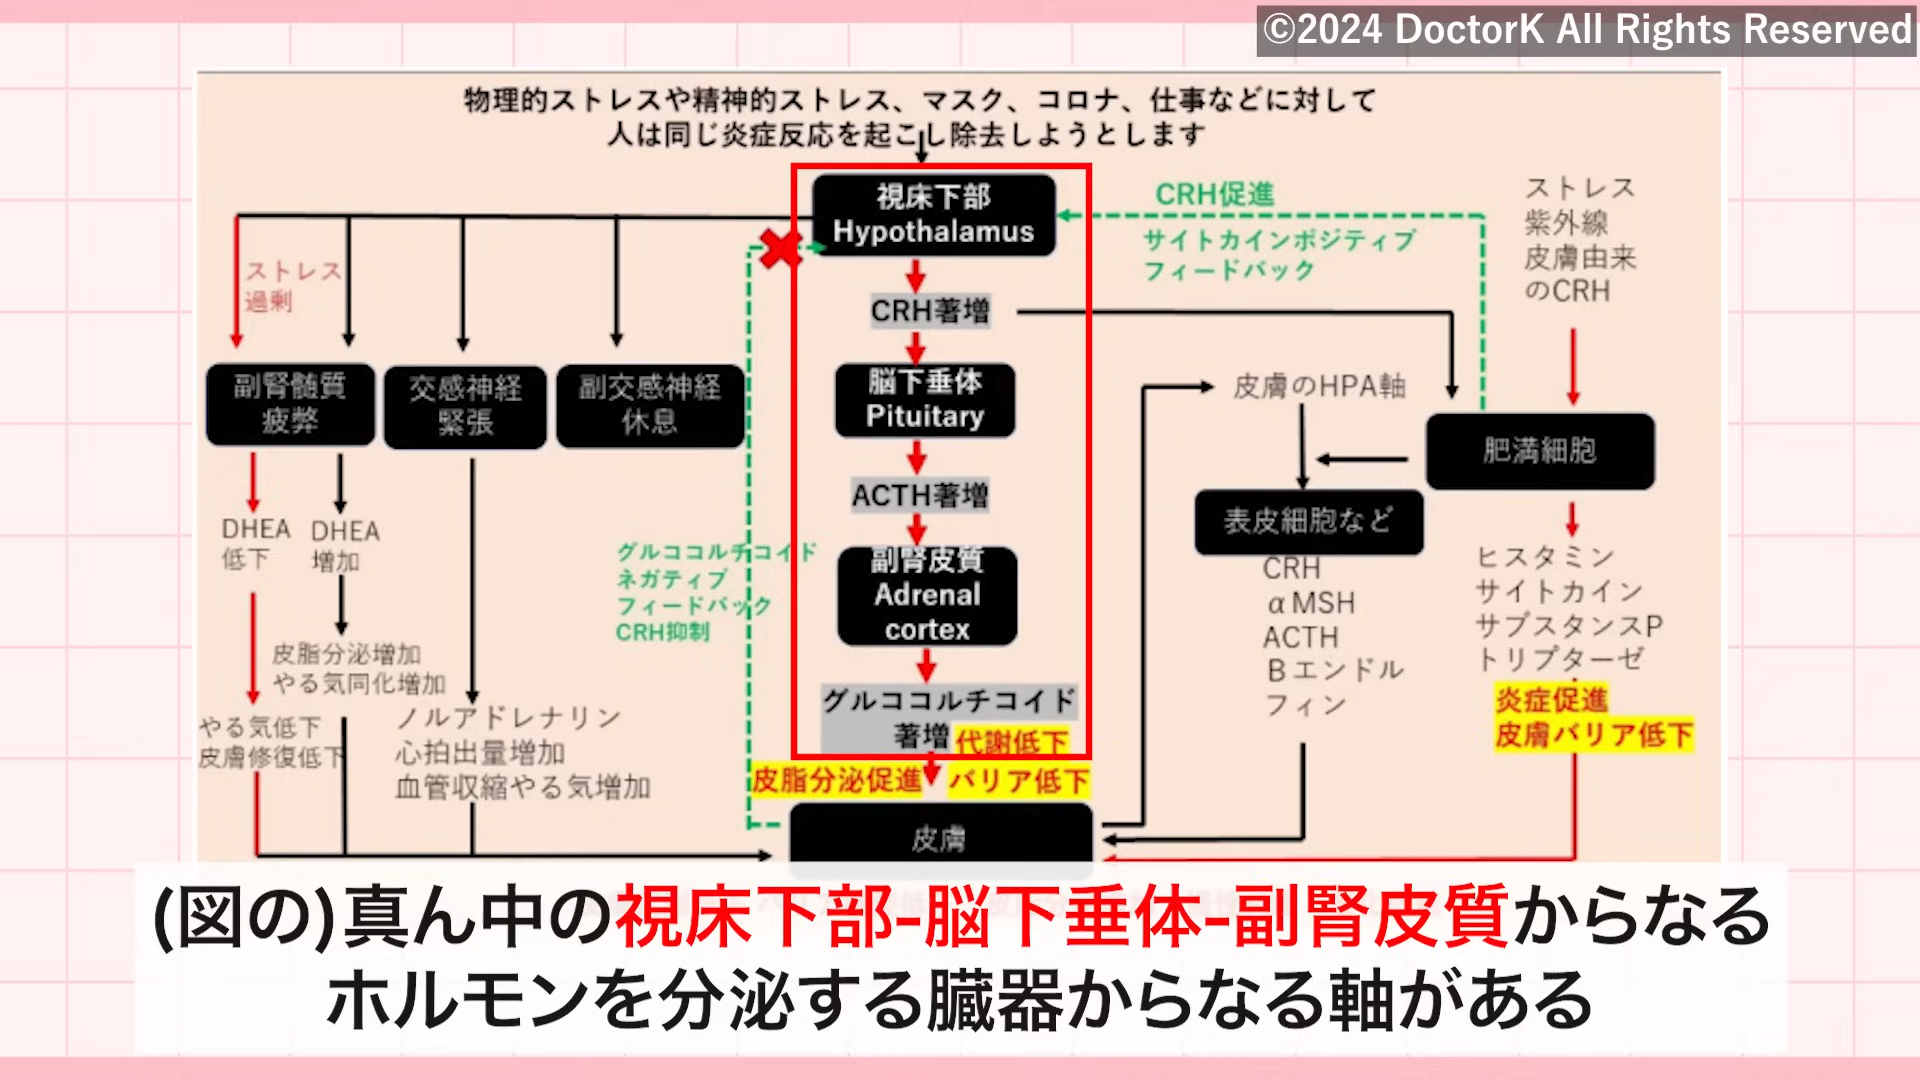 ©2024 DoctorK All Rights Reserved
物理的ストレスや精神的ストレス、マスク、コロナ、仕事などに対して
人は同じ炎症反応を起こし除去しようとします
視床下部
Hypothalamus
CRH促進
サイトカインポジティブ
フィードバック
ストレス
紫外線
皮膚由来
のCRH
ストレス
過剰
CRH著増
副腎髄質
疲弊
交感神経
緊張
副交感神経
休息
脳下垂体
Pituitary
皮膚のHPA軸
肥満細胞
ACTH著増
表皮細胞など
DHEA
低下
DHEA
増加
グルココルチコイド
ネガティブ
フィードバック
CRH抑制
副腎皮質
Adrenal
cortex
CRH
αMSH
ACTH
Bエンドル
フィン
ヒスタミン
サイトカイン
サブスタンスP
トリプターゼ
炎症促進
皮膚バリア低下
皮脂分泌増加
やる気同化増加
やる気低下
皮膚修復低下
ノルアドレナリン
心拍出量増加
血管収縮やる気増加
グルココルチコイド
著増 代謝低下
皮脂分泌促進 バリア低下
皮膚
(図の)真ん中の視床下部-脳下垂体-副腎皮質からなる
ホルモンを分泌する臓器からなる軸がある